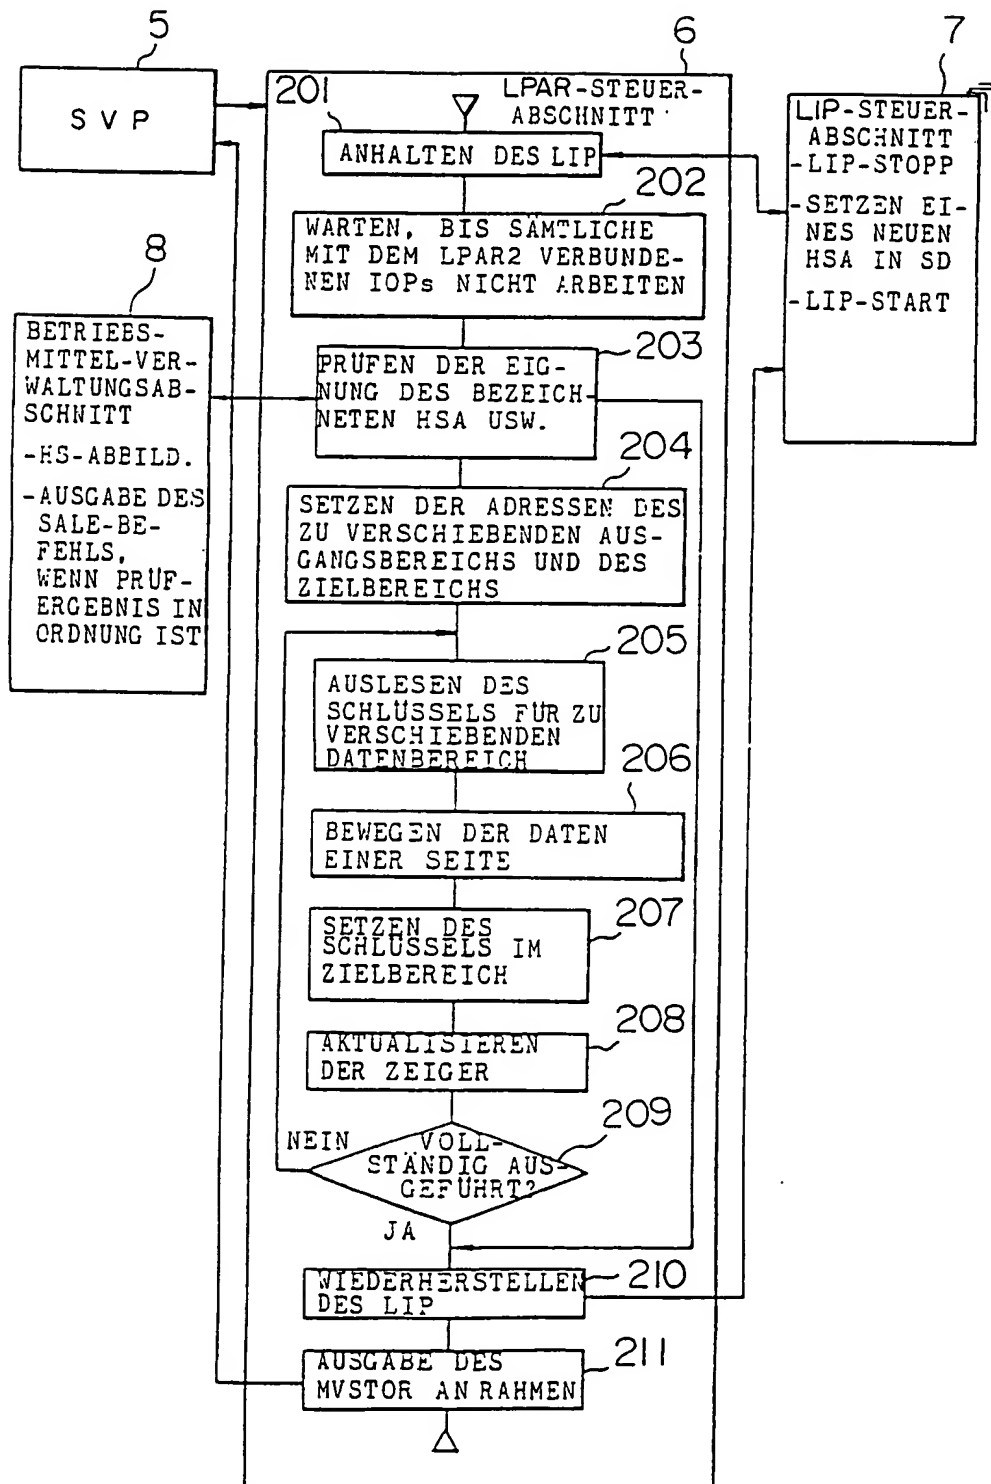 5
SVP
6
LPAR-STEUER-
ABSCHNITT
7
LIP-STEUER-
ABSCHNITT
-LIP-STOPP
-SETZEN EI-
NES NEUEN
HSA IN SD
-LIP-START
8
BETRIEBS-
MITTEL-VER-
WALTUNGSAB-
SCHNITT
-HS-ABBILD.
-AUSGABE DES
SALE-BE-
FEHLS,
WENN PRÜF-
ERGEBNIS IN
ORDNUNG IST
201
ANHALTEN DES LIP
202
WARTEN, BIS SÄMTLICHE
MIT DEM LPAR2 VERBUNDE-
NEN IOPs NICHT ARBEITEN
203
PRÜFEN DER EIG-
NUNG DES BEZEICH-
NETEN HSA USW.
204
SETZEN DER ADRESSEN DES
ZU VERSCHIEBENDEN AUS-
GANGSBEREICHS UND DES
ZIELBEREICHS
205
AUSLESEN DES
SCHLÜSSELS FÜR ZU
VERSCHIEBENDEN
DATENBEREICH
206
BEWEGEN DER DATEN
EINER SEITE
207
SETZEN DES
SCHLÜSSELS IM
ZIELBEREICH
208
AKTUALISIEREN
DER ZEIGER
209
VOLL-
STÄNDIG AUS-
GEFÜHRT?
NEIN
JA
210
WIEDERHERSTELLEN
DES LIP
211
AUSGABE DES
MVSTOR AN RAHMEN